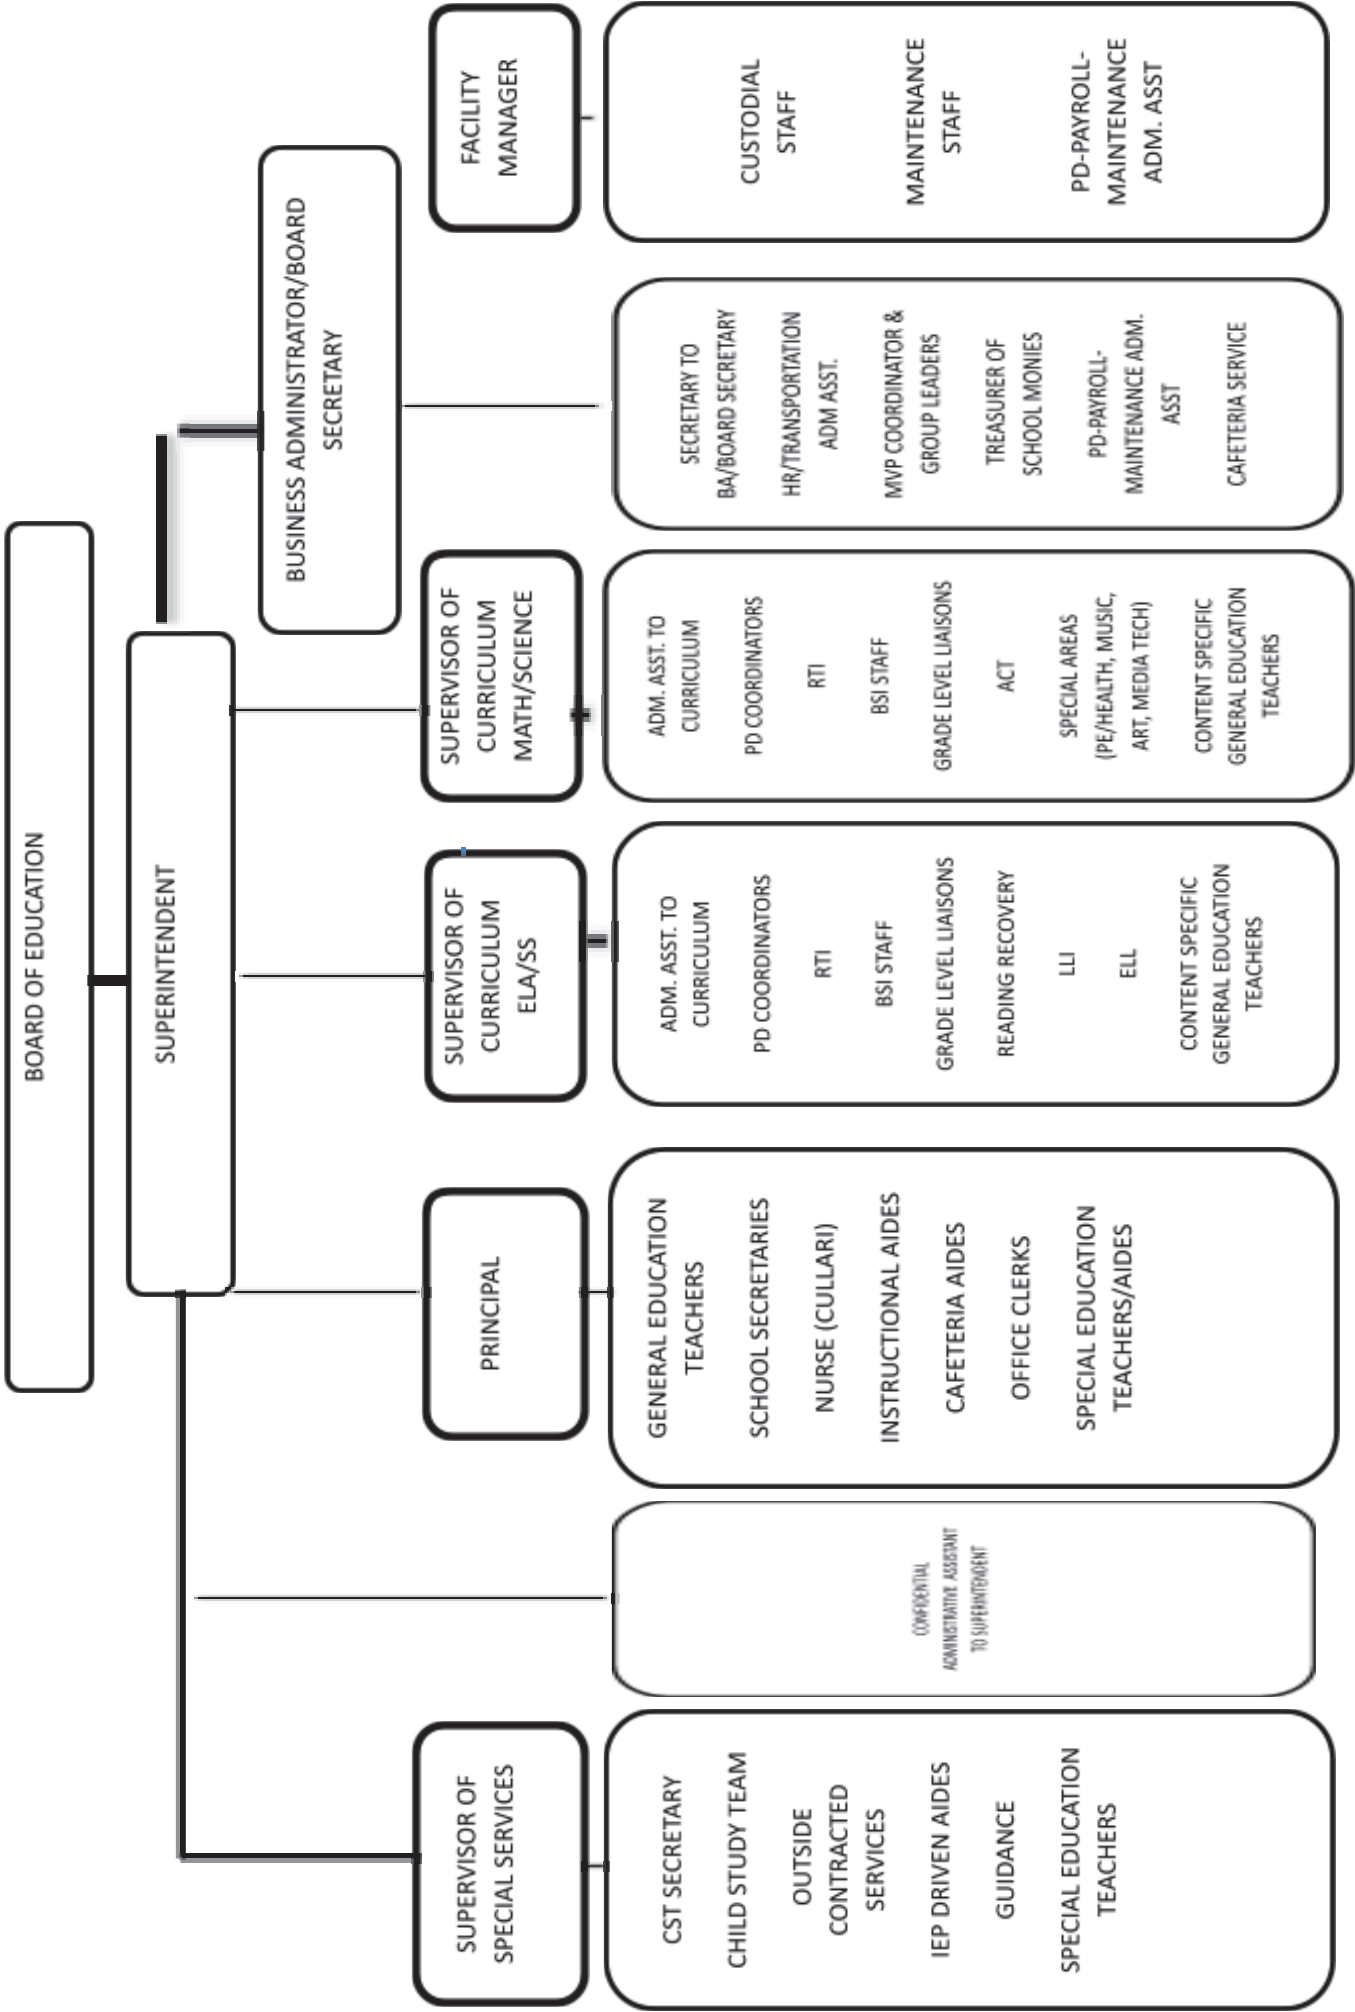 BOARD OF EDUCATION
SUPERINTENDENT
BUSINESS ADMINISTRATOR/BOARD
SECRETARY
SUPERVISOR OF
SPECIAL SERVICES
PRINCIPAL
SUPERVISOR OF
CURRICULUM
ELA/SS
SUPERVISOR OF
CURRICULUM
MATH/SCIENCE
FACILITY
MANAGER
CST SECRETARY
CHILD STUDY TEAM
OUTSIDE
CONTRACTED
SERVICES
IEP DRIVEN AIDES
GUIDANCE
SPECIAL EDUCATION
TEACHERS
CONFIDENTIAL
ADMINISTRATIVE ASSISTANT
TO SUPERINTENDENT
GENERAL EDUCATION
TEACHERS
SCHOOL SECRETARIES
NURSE (CULLARI)
INSTRUCTIONAL AIDES
CAFETERIA AIDES
OFFICE CLERKS
SPECIAL EDUCATION
TEACHERS/AIDES
ADM. ASST. TO
CURRICULUM
PD COORDINATORS
RTI
BSI STAFF
GRADE LEVEL LIAISONS
READING RECOVERY
LLI
ELL
CONTENT SPECIFIC
GENERAL EDUCATION
TEACHERS
ADM. ASST. TO
CURRICULUM
PD COORDINATORS
RTI
BSI STAFF
GRADE LEVEL LIAISONS
ACT
SPECIAL AREAS
(PE/HEALTH, MUSIC,
ART, MEDIA TECH)
CONTENT SPECIFIC
GENERAL EDUCATION
TEACHERS
SECRETARY TO
BA/BOARD SECRETARY
HR/TRANSPORTATION
ADM ASST.
MVP COORDINATOR &
GROUP LEADERS
TREASURER OF
SCHOOL MONIES
PD-PAYROLL-
MAINTENANCE ADM.
ASST
CAFETERIA SERVICE
CUSTODIAL
STAFF
MAINTENANCE
STAFF
PD-PAYROLL-
MAINTENANCE
ADM. ASST